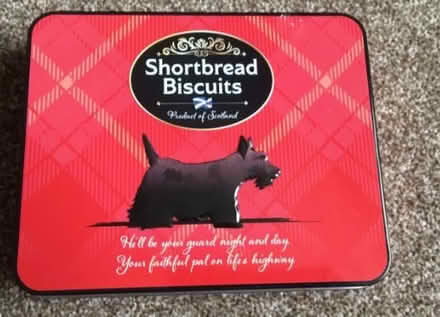 Shortbread
Biscuits
Product of Scotland
He'll be your guard night and day.
Your faithful pal on life's highway